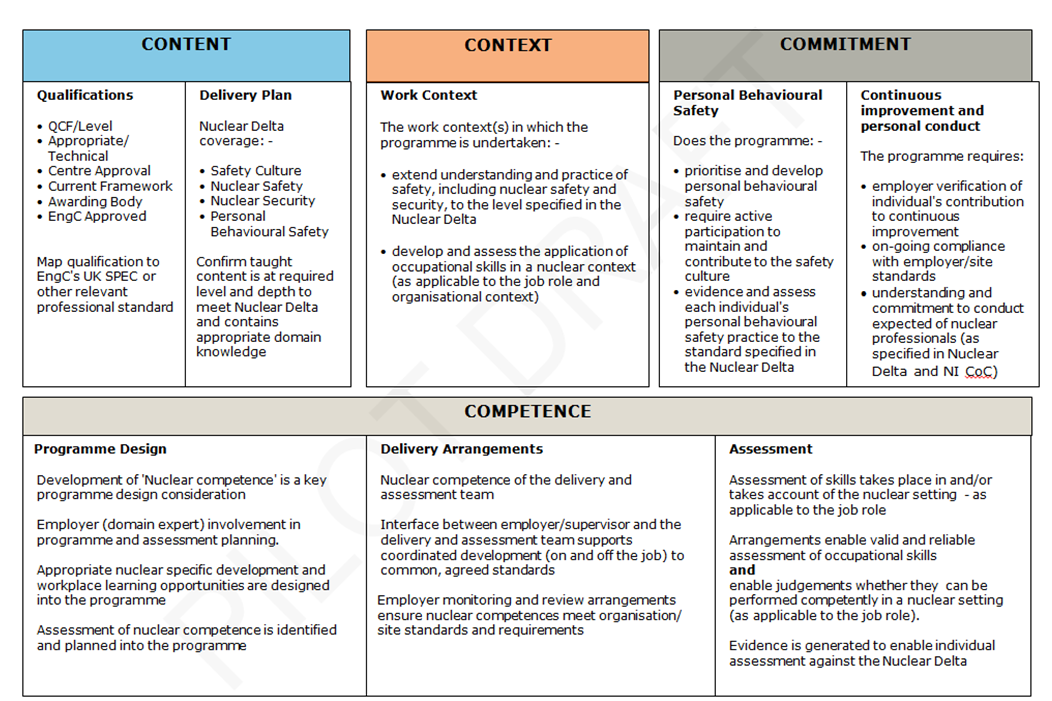 CONTENT
Qualifications
• QCF/Level
• Appropriate/
Technical
• Centre Approval
• Current Framework
• Awarding Body
• EngC Approved
Map qualification to
EngC's UK SPEC or
other relevant
professional standard
Delivery Plan
Nuclear Delta
coverage: -
• Safety Culture
• Nuclear Safety
• Nuclear Security
• Personal
Behavioural Safety
Confirm taught
content is at required
level and depth to
meet Nuclear Delta
and contains
appropriate domain
knowledge
CONTEXT
Work Context
The work context(s) in which the
programme is undertaken: -
• extend understanding and practice of
safety, including nuclear safety and
security, to the level specified in the
Nuclear Delta
• develop and assess the application of
occupational skills in a nuclear context
(as applicable to the job role and
organisational context)
COMMITMENT
Personal Behavioural
Safety
Does the programme: -
• prioritise and develop
personal behavioural
safety
• require active
participation to
maintain and
contribute to the safety
culture
• evidence and assess
each individual's
personal behavioural
safety practice to the
standard specified in
the Nuclear Delta
Continuous
improvement and
personal conduct
The programme requires:
• employer verification of
individual's contribution
to continuous
improvement
• on-going compliance
with employer/site
standards
• understanding and
commitment to conduct
expected of nuclear
professionals (as
specified in Nuclear
Delta and NI CoC)
COMPETENCE
Programme Design
Development of 'Nuclear competence' is a key
programme design consideration
Employer (domain expert) involvement in
programme and assessment planning.
Appropriate nuclear specific development and
workplace learning opportunities are designed
into the programme
Assessment of nuclear competence is identified
and planned into the programme
Delivery Arrangements
Nuclear competence of the delivery and
assessment team
Interface between employer/supervisor and the
delivery and assessment team supports
coordinated development (on and off the job) to
common, agreed standards
Employer monitoring and review arrangements
ensure nuclear competences meet organisation/
site standards and requirements
Assessment
Assessment of skills takes place in and/or
takes account of the nuclear setting - as
applicable to the job role
Arrangements enable valid and reliable
assessment of occupational skills
and
enable judgements whether they can be
performed competently in a nuclear setting
(as applicable to the job role).
Evidence is generated to enable individual
assessment against the Nuclear Delta
PILOT DRAFT